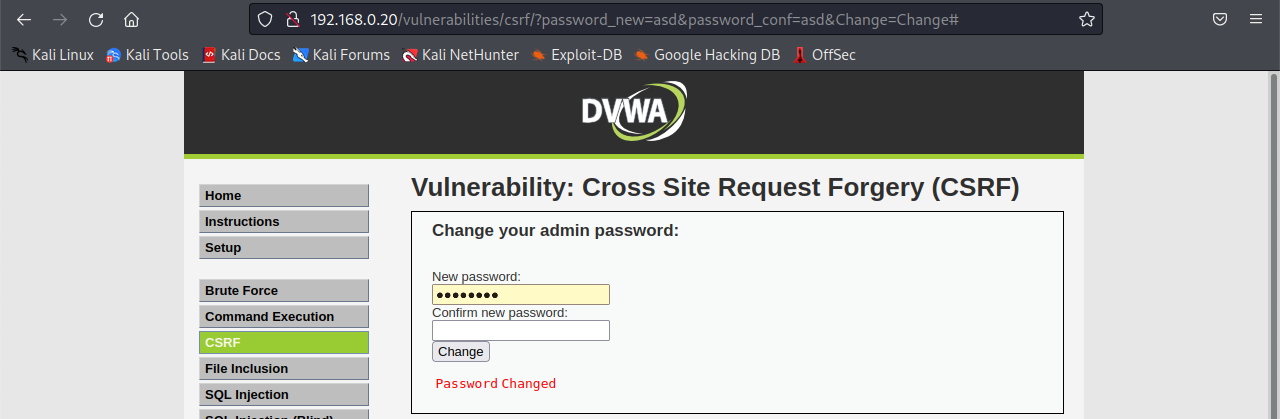 192.168.0.20/vulnerabilities/csrf/?password_new=asd&password_conf=asd&Change=Change#
Kali Linux Kali Tools Kali Docs Kali Forums Kali NetHunter Exploit-DB Google Hacking DB OffSec
DVWA
Home
Instructions
Setup
Brute Force
Command Execution
CSRF
File Inclusion
SQL Injection
SQL Injection (Blind)
Vulnerability: Cross Site Request Forgery (CSRF)
Change your admin password:
New password:
Confirm new password:
Change
Password Changed